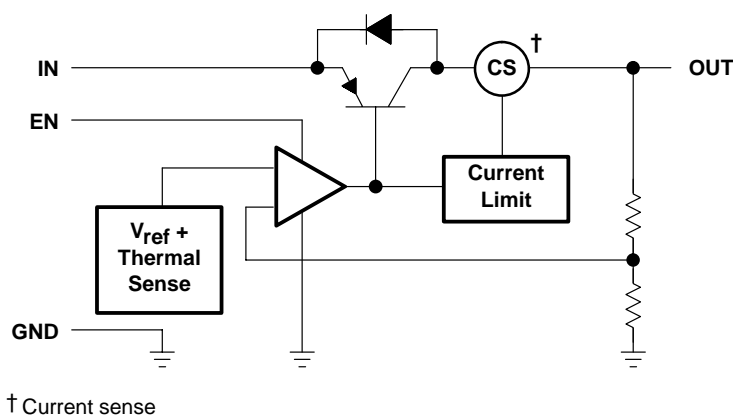 †
IN
CS
OUT
EN
Current
Limit
Vref +
Thermal
Sense
GND
† Current sense